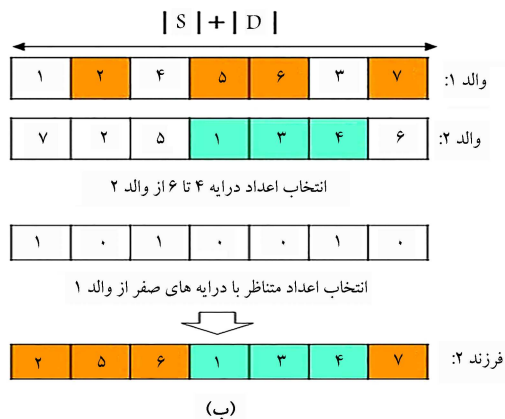 | S | + | D |
والد ۱: ۱ ۲ ۴ ۵ ۶ ۳ ۷
والد ۲: ۷ ۲ ۵ ۱ ۳ ۴ ۶
انتخاب اعداد درایه ۴ تا ۶ از والد ۲
۱ ۰ ۱ ۰ ۰ ۱ ۰
انتخاب اعداد متناظر با درایه های صفر از والد ۱
فرزند ۲: ۲ ۵ ۶ ۱ ۳ ۴ ۷
(ب)